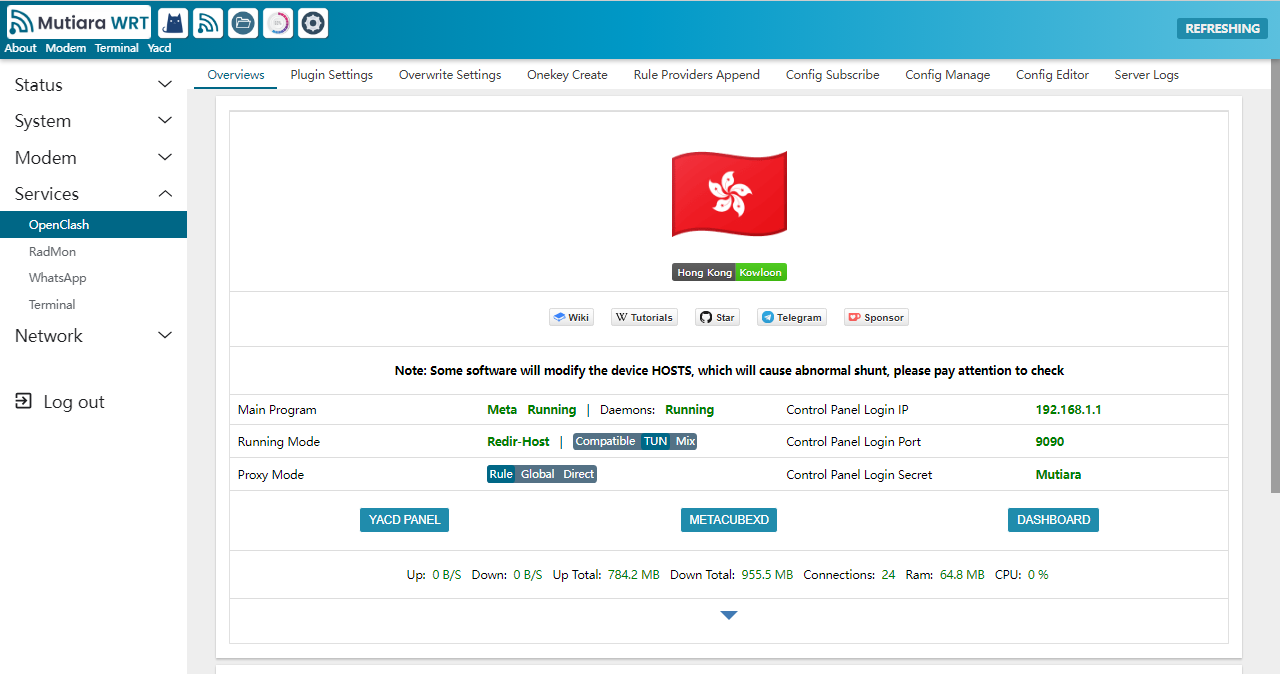 Mutiara WRT
REFRESHING
About Modem Terminal Yacd
Overviews Plugin Settings Overwrite Settings Onekey Create Rule Providers Append Config Subscribe Config Manage Config Editor Server Logs
Status
System
Modem
Services
OpenClash
RadMon
WhatsApp
Terminal
Network
Log out
Hong Kong Kowloon
Wiki Tutorials Star Telegram Sponsor
Note: Some software will modify the device HOSTS, which will cause abnormal shunt, please pay attention to check
Main Program Meta Running | Daemons: Running Control Panel Login IP 192.168.1.1
Running Mode Redir-Host | Compatible TUN Mix Control Panel Login Port 9090
Proxy Mode Rule Global Direct Control Panel Login Secret Mutiara
YACD PANEL METACUBEXD DASHBOARD
Up: 0 B/S Down: 0 B/S Up Total: 784.2 MB Down Total: 955.5 MB Connections: 24 Ram: 64.8 MB CPU: 0 %